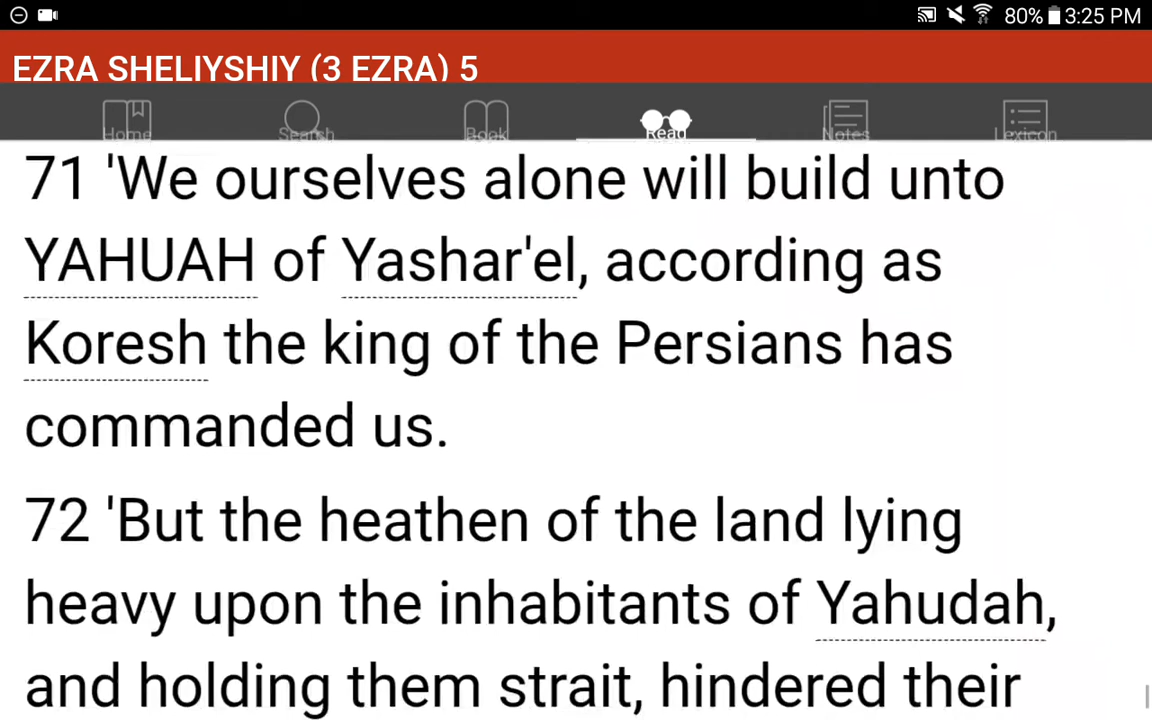 80% 3:25 PM
EZRA SHELIYSHIY (3 EZRA) 5
Home Search Book Read Notes Lexicon
71 'We ourselves alone will build unto
YAHUAH of Yashar'el, according as
Koresh the king of the Persians has
commanded us.
72 'But the heathen of the land lying
heavy upon the inhabitants of Yahudah,
and holding them strait, hindered their